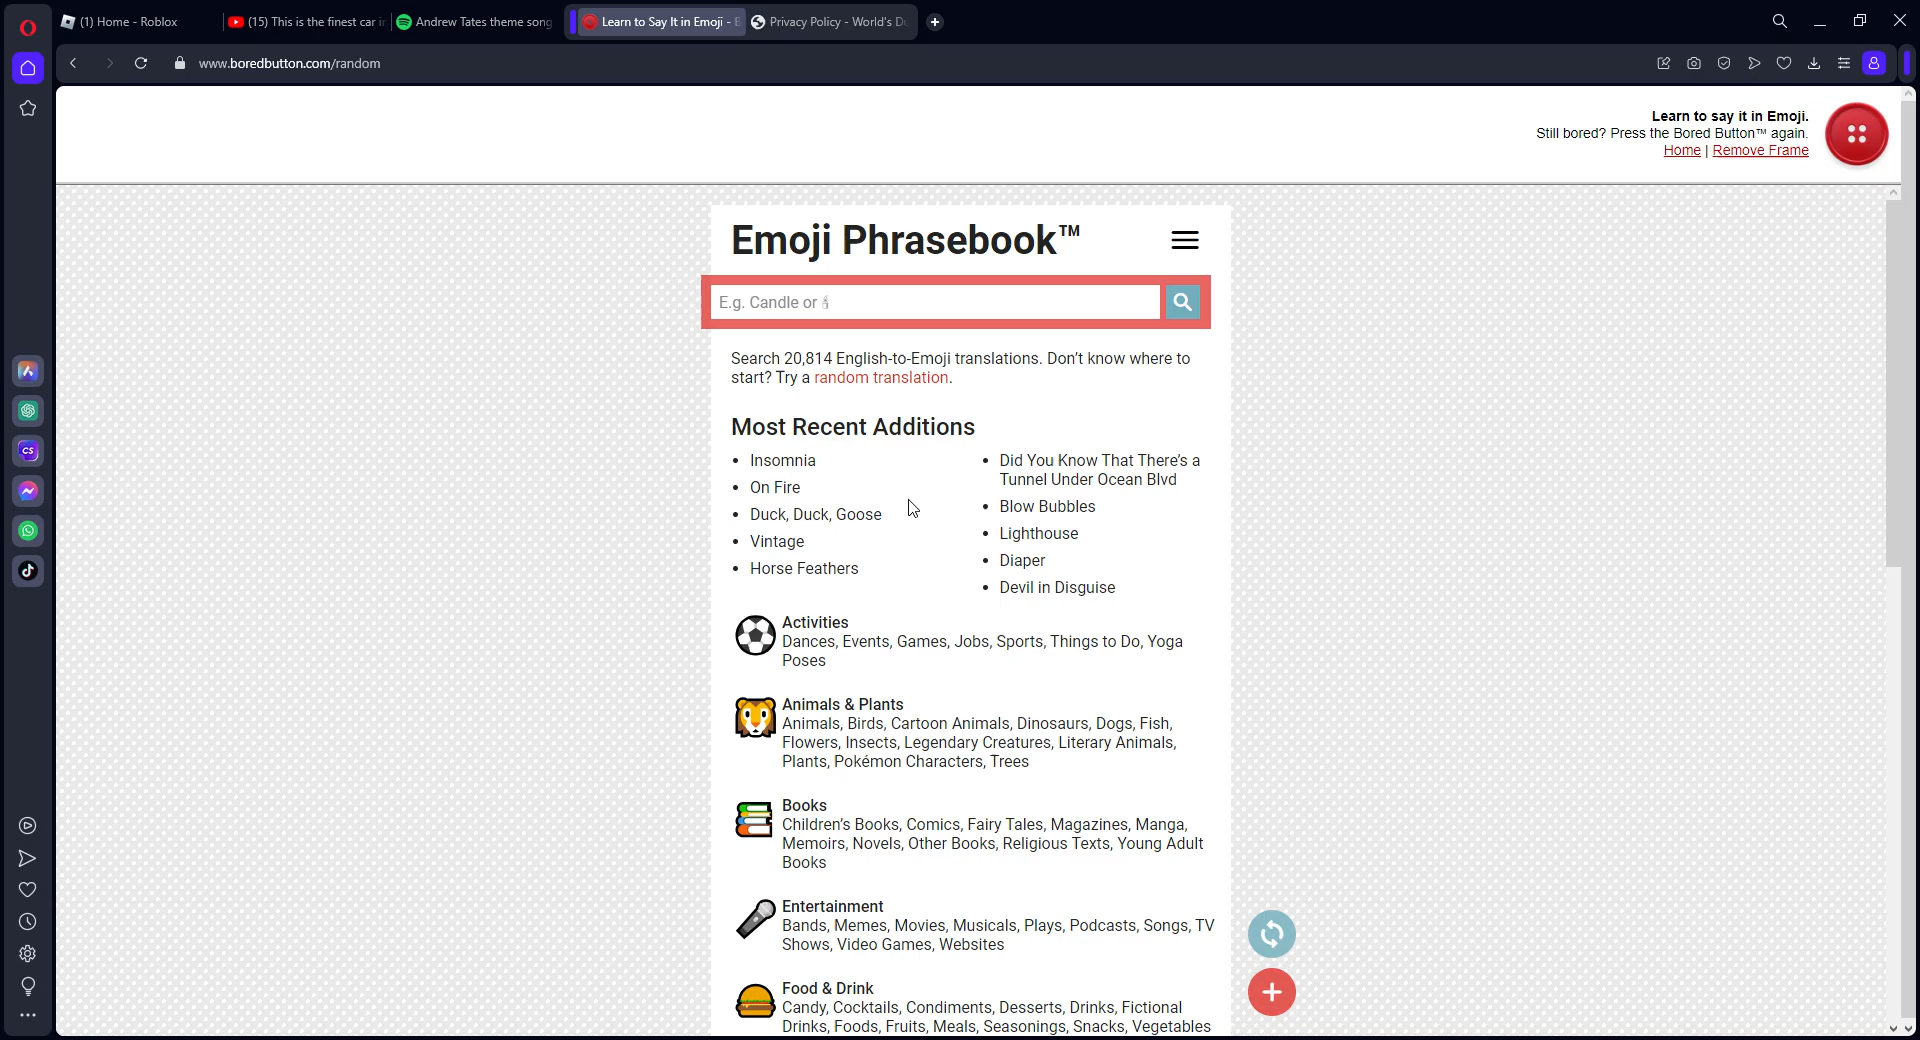 (1) Home - Roblox
(15) This is the finest car in
Andrew Tates theme song
Learn to Say It in Emoji - B
Privacy Policy - World's Du
www.boredbutton.com/random
Learn to say it in Emoji.
Still bored? Press the Bored Button™ again.
Home | Remove Frame
Emoji Phrasebook™
E.g. Candle or 🕯
Search 20,814 English-to-Emoji translations. Don't know where to
start? Try a random translation.
Most Recent Additions
• Insomnia
• On Fire
• Duck, Duck, Goose
• Vintage
• Horse Feathers
• Did You Know That There's a
Tunnel Under Ocean Blvd
• Blow Bubbles
• Lighthouse
• Diaper
• Devil in Disguise
Activities
Dances, Events, Games, Jobs, Sports, Things to Do, Yoga
Poses
Animals & Plants
Animals, Birds, Cartoon Animals, Dinosaurs, Dogs, Fish,
Flowers, Insects, Legendary Creatures, Literary Animals,
Plants, Pokémon Characters, Trees
Books
Children's Books, Comics, Fairy Tales, Magazines, Manga,
Memoirs, Novels, Other Books, Religious Texts, Young Adult
Books
Entertainment
Bands, Memes, Movies, Musicals, Plays, Podcasts, Songs, TV
Shows, Video Games, Websites
Food & Drink
Candy, Cocktails, Condiments, Desserts, Drinks, Fictional
Drinks, Foods, Fruits, Meals, Seasonings, Snacks, Vegetables
CS